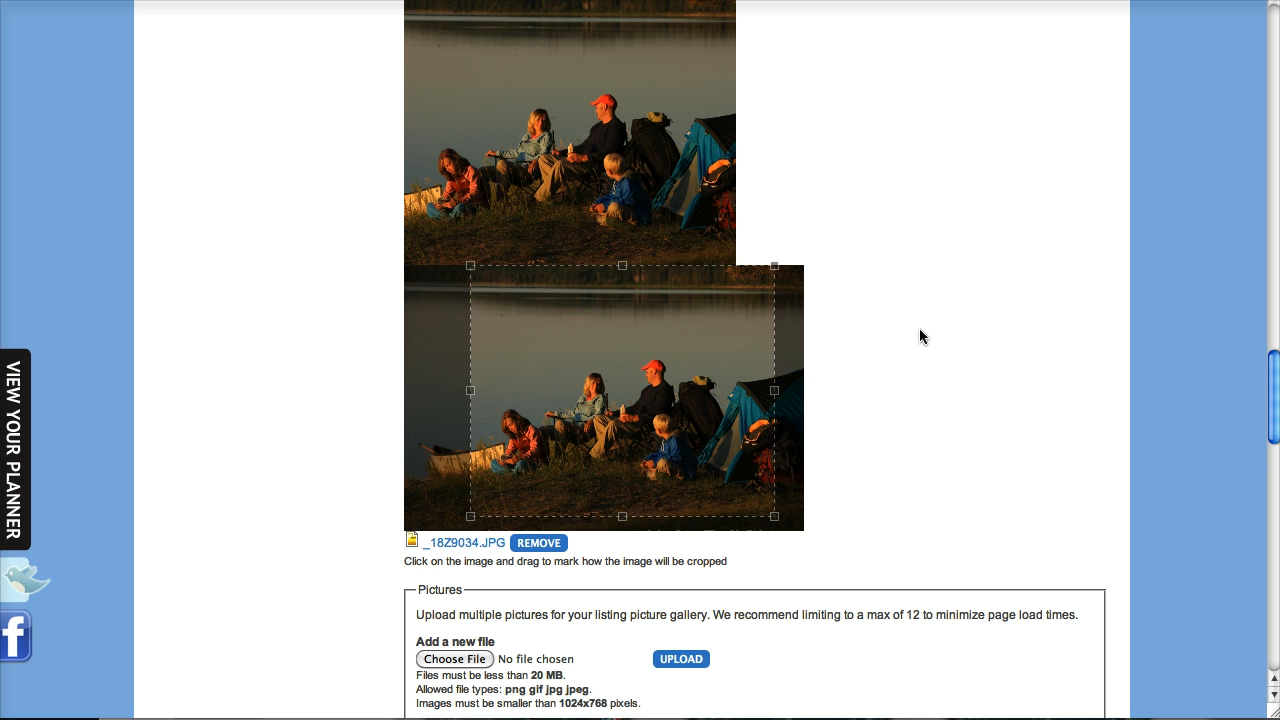 VIEW YOUR PLANNER
_18Z9034.JPG REMOVE
Click on the image and drag to mark how the image will be cropped
Pictures
Upload multiple pictures for your listing picture gallery. We recommend limiting to a max of 12 to minimize page load times.
Add a new file
Choose File No file chosen UPLOAD
Files must be less than 20 MB.
Allowed file types: png gif jpg jpeg.
Images must be smaller than 1024x768 pixels.
f